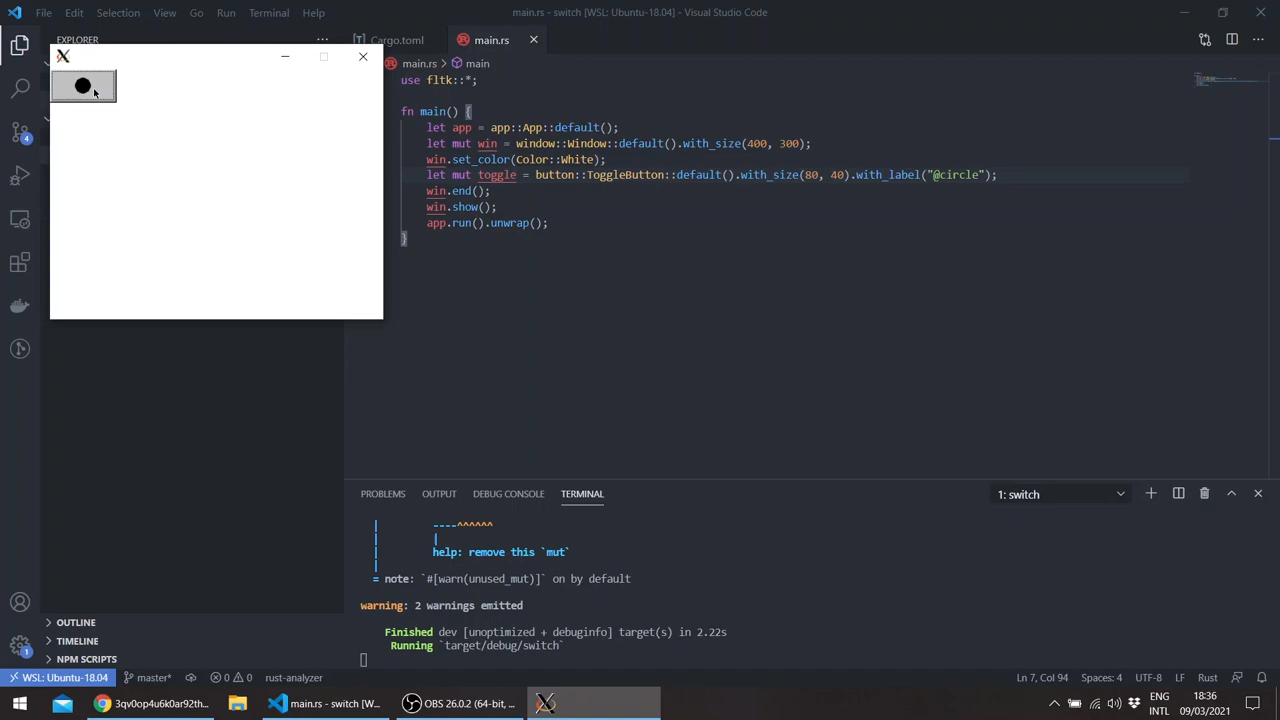 File Edit Selection View Go Run Terminal Help
main.rs - switch [WSL: Ubuntu-18.04] - Visual Studio Code
EXPLORER
Cargo.toml
main.rs
main.rs > main
use fltk::*;
fn main() {
let app = app::App::default();
let mut win = window::Window::default().with_size(400, 300);
win.set_color(Color::White);
let mut toggle = button::ToggleButton::default().with_size(80, 40).with_label("@circle");
win.end();
win.show();
app.run().unwrap();
}
4
PROBLEMS OUTPUT DEBUG CONSOLE TERMINAL
1: switch
| ----^^^^^^
| |
| help: remove this `mut`
|
= note: `#[warn(unused_mut)]` on by default
warning: 2 warnings emitted
Finished dev [unoptimized + debuginfo] target(s) in 2.22s
Running `target/debug/switch`
OUTLINE
TIMELINE
NPM SCRIPTS
1
WSL: Ubuntu-18.04 master* 0 0 rust-analyzer
Ln 7, Col 94 Spaces: 4 UTF-8 LF Rust
3qv0op4u6k0ar92th...
main.rs - switch [W...
OBS 26.0.2 (64-bit, ...
ENG
INTL
18:36
09/03/2021